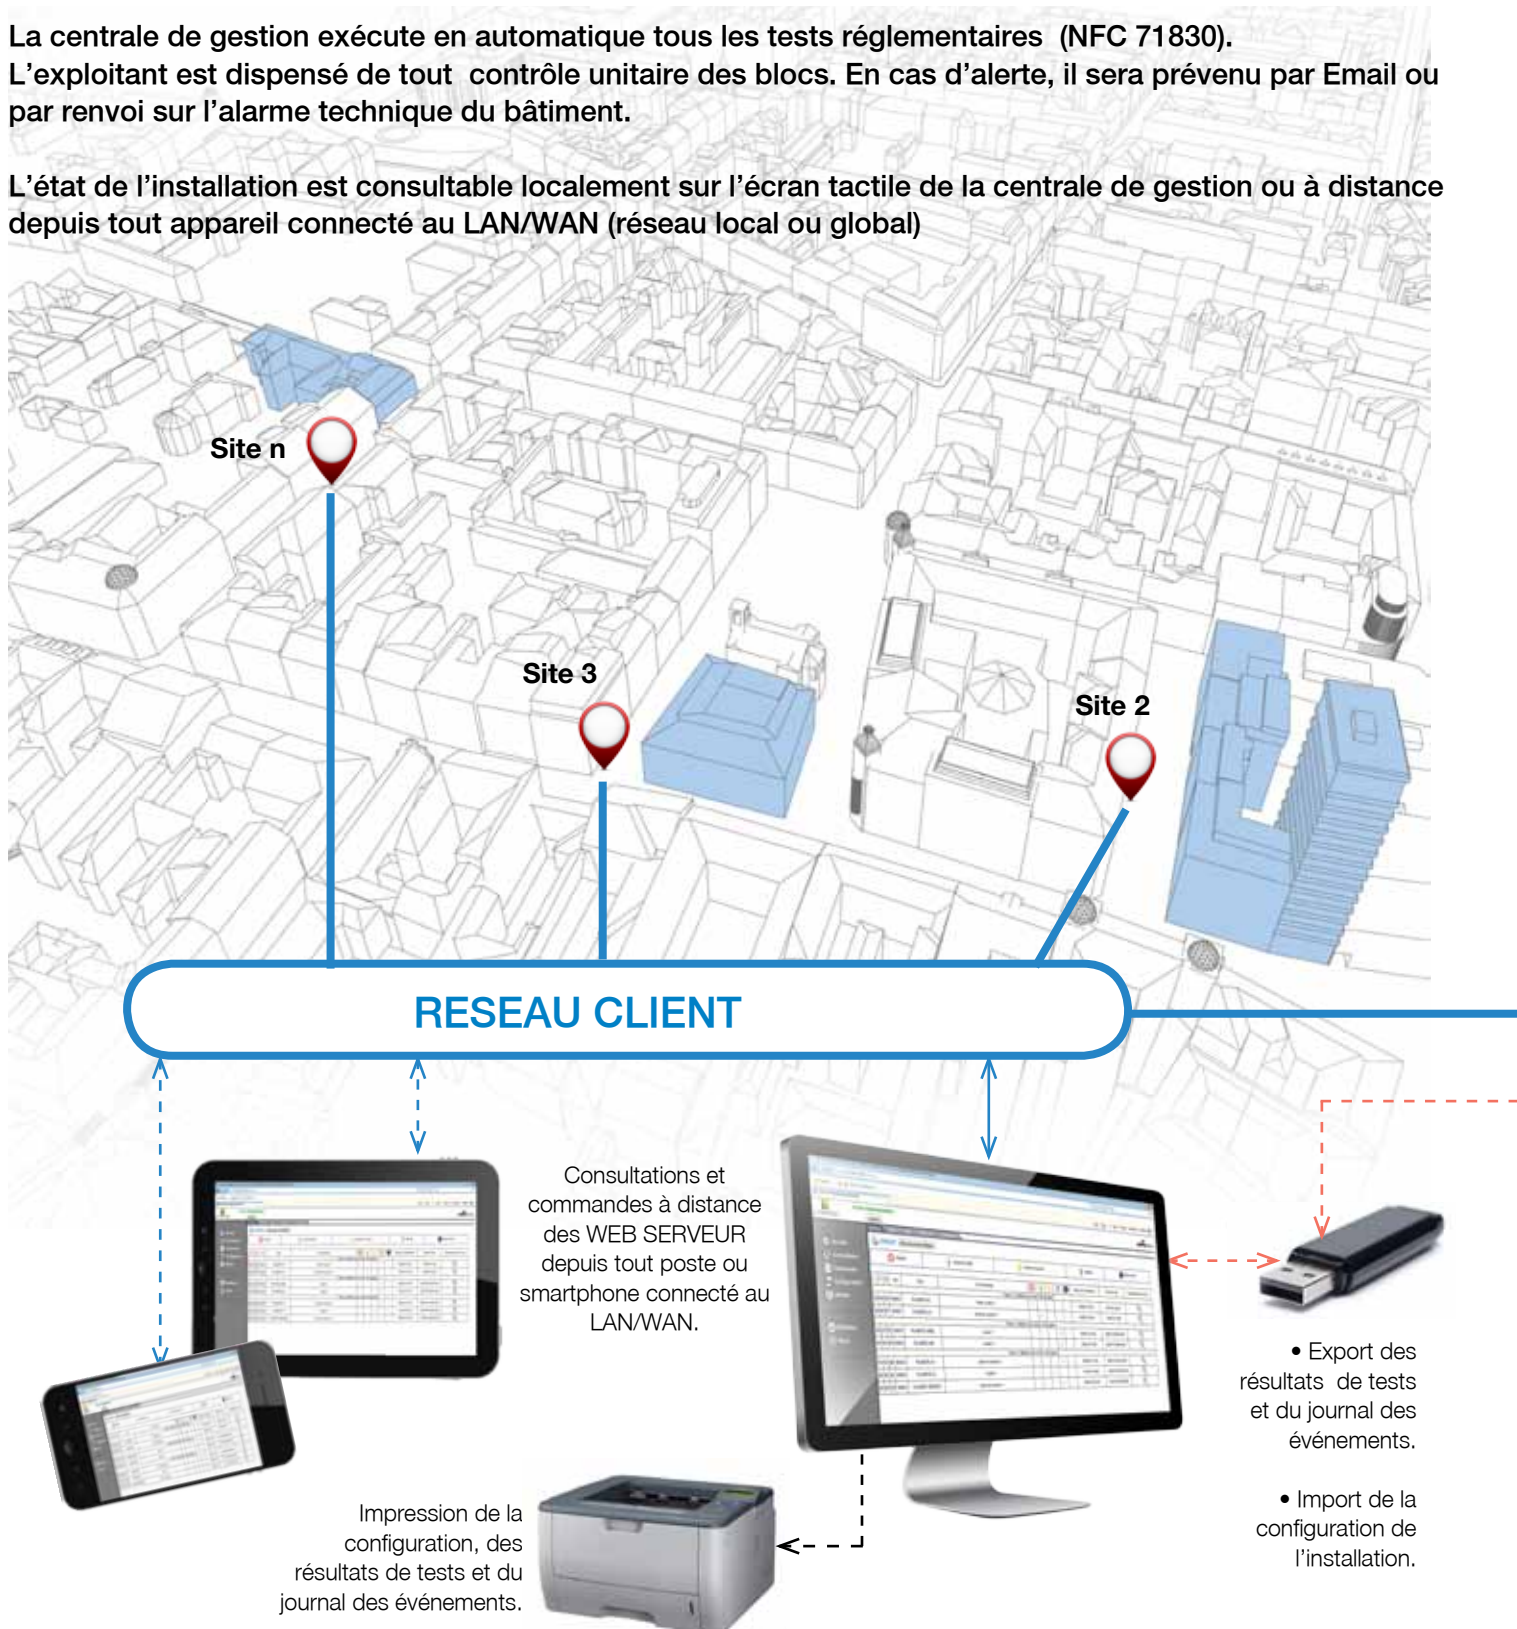 La centrale de gestion exécute en automatique tous les tests réglementaires (NFC 71830).
L'exploitant est dispensé de tout contrôle unitaire des blocs. En cas d'alerte, il sera prévenu par Email ou
par renvoi sur l'alarme technique du bâtiment.
L'état de l'installation est consultable localement sur l'écran tactile de la centrale de gestion ou à distance
depuis tout appareil connecté au LAN/WAN (réseau local ou global)
Site n
Site 3
Site 2
RESEAU CLIENT
Consultations et
commandes à distance
des WEB SERVEUR
depuis tout poste ou
smartphone connecté au
LAN/WAN.
• Export des
résultats de tests
et du journal des
événements.
• Import de la
configuration de
l'installation.
Impression de la
configuration, des
résultats de tests et du
journal des événements.